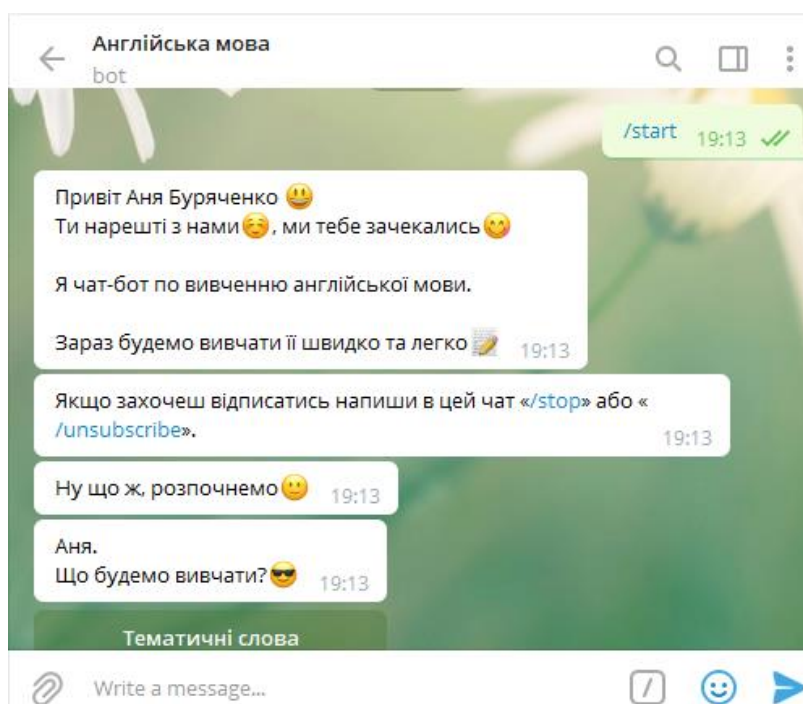 Англійська мова
bot
/start 19:13
Привіт Аня Буряченко 😃
Ти нарешті з нами☺️, ми тебе зачекались😋
Я чат-бот по вивченню англійської мови.
Зараз будемо вивчати її швидко та легко📝 19:13
Якщо захочеш відписатись напиши в цей чат «/stop» або «
/unsubscribe».
19:13
Ну що ж, розпочнемо🙂 19:13
Аня.
Що будемо вивчати?😎 19:13
Тематичні слова
Write a message...